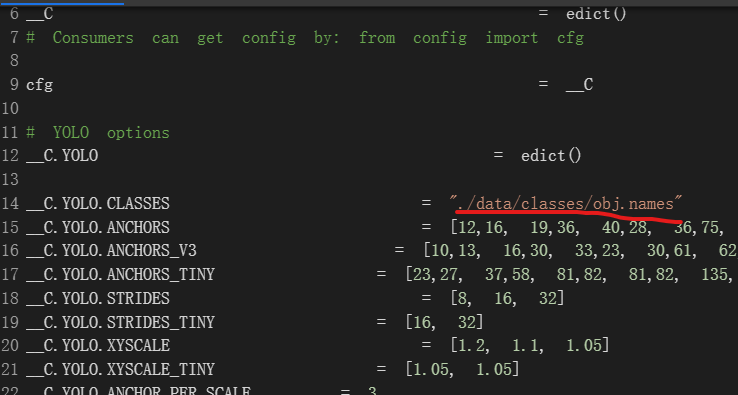 6 __C = edict()
7 # Consumers can get config by: from config import cfg
8
9 cfg = __C
10
11 # YOLO options
12 __C.YOLO = edict()
13
14 __C.YOLO.CLASSES = "./data/classes/obj.names"
15 __C.YOLO.ANCHORS = [12,16, 19,36, 40,28, 36,75,
16 __C.YOLO.ANCHORS_V3 = [10,13, 16,30, 33,23, 30,61, 62
17 __C.YOLO.ANCHORS_TINY = [23,27, 37,58, 81,82, 81,82, 135,
18 __C.YOLO.STRIDES = [8, 16, 32]
19 __C.YOLO.STRIDES_TINY = [16, 32]
20 __C.YOLO.XYSCALE = [1.2, 1.1, 1.05]
21 __C.YOLO.XYSCALE_TINY = [1.05, 1.05]
22 __C.YOLO.ANCHOR_PER_SCALE = 3